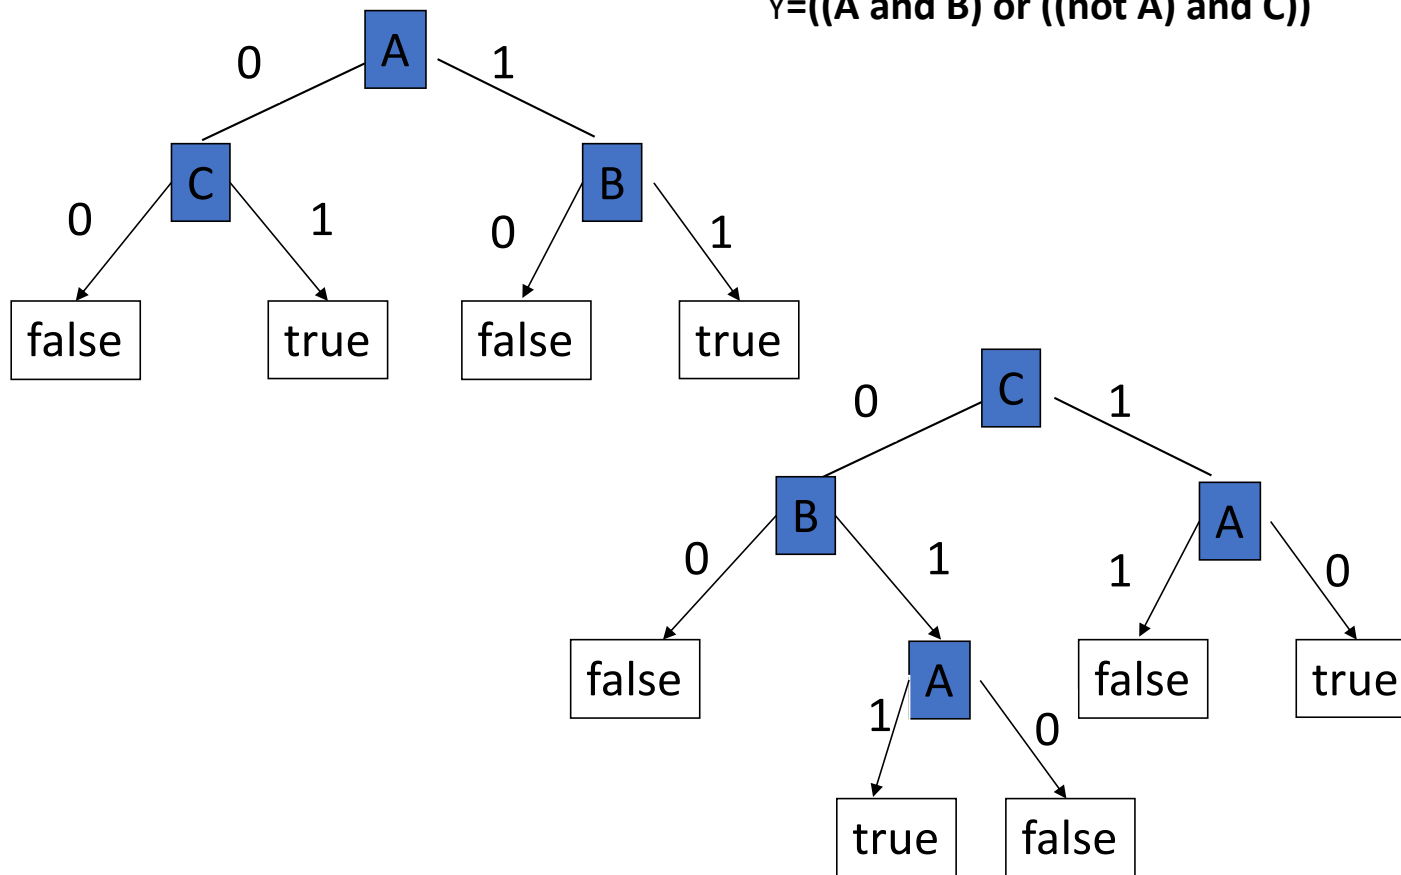 Y=((A and B) or ((not A) and C))
A
0 1
C B
0 1 0 1
false true false true
C
0 1
B A
0 1 1 0
false A false true
1 0
true false